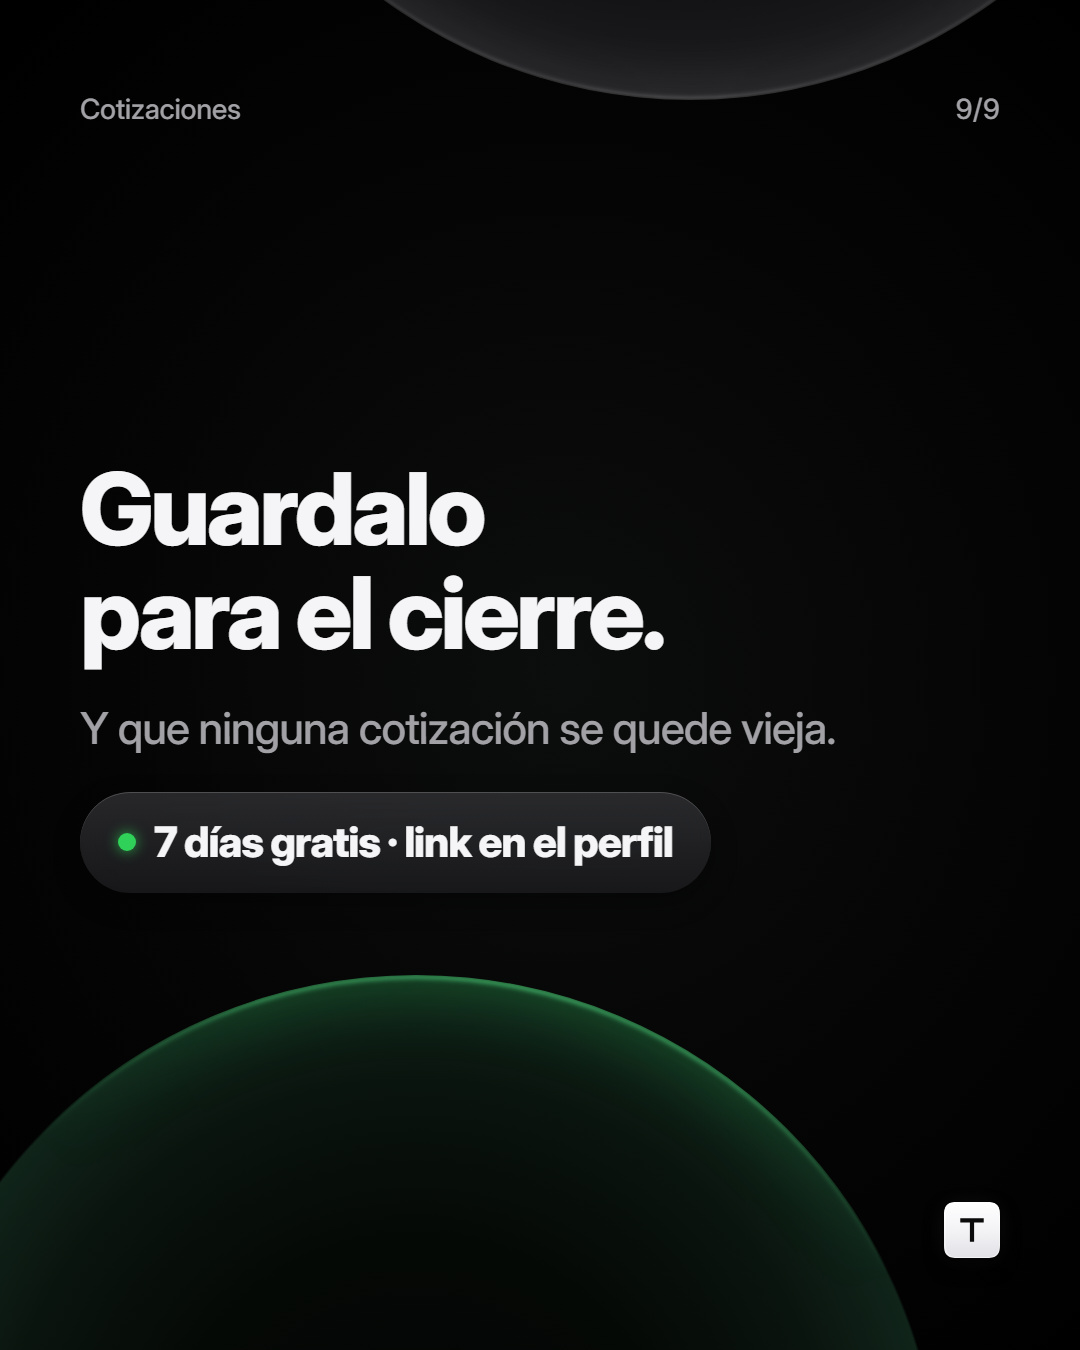 Cotizaciones
9/9
Guardalo
para el cierre.
Y que ninguna cotización se quede vieja.
7 días gratis · link en el perfil
T